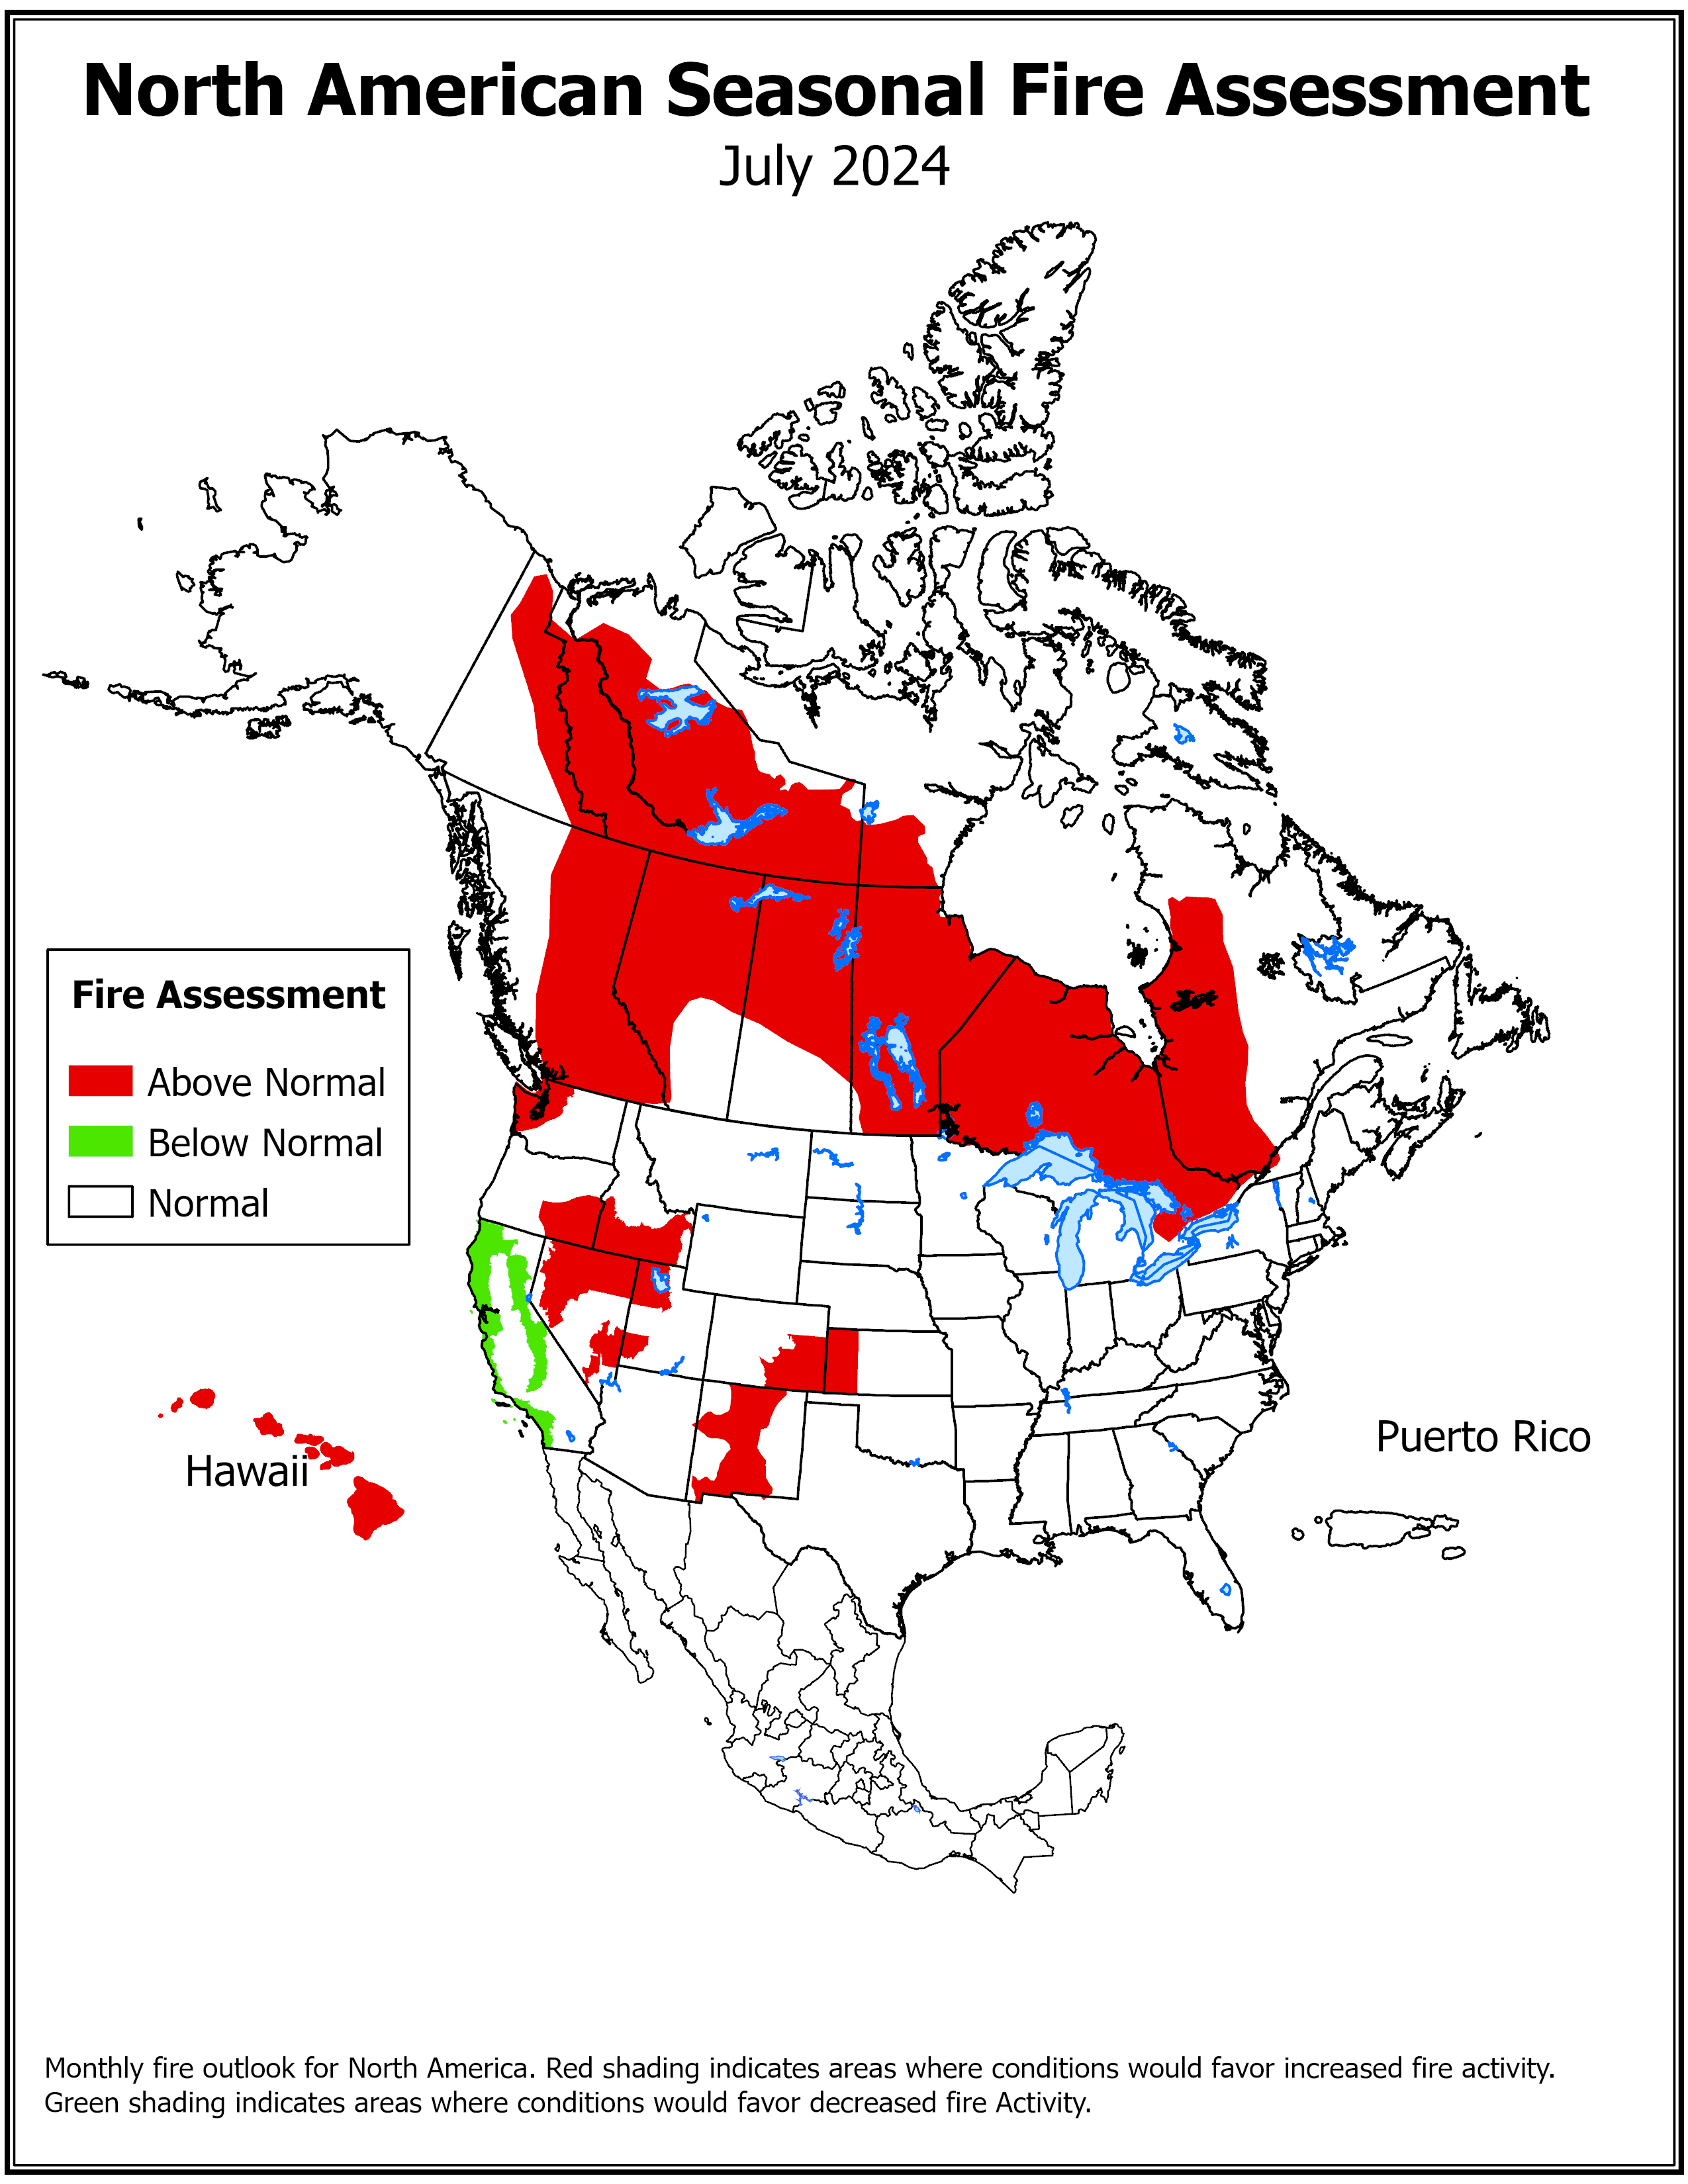 North American Seasonal Fire Assessment
July 2024
Fire Assessment
Above Normal
Below Normal
Normal
Hawaii
Puerto Rico
Monthly fire outlook for North America. Red shading indicates areas where conditions would favor increased fire activity.
Green shading indicates areas where conditions would favor decreased fire Activity.